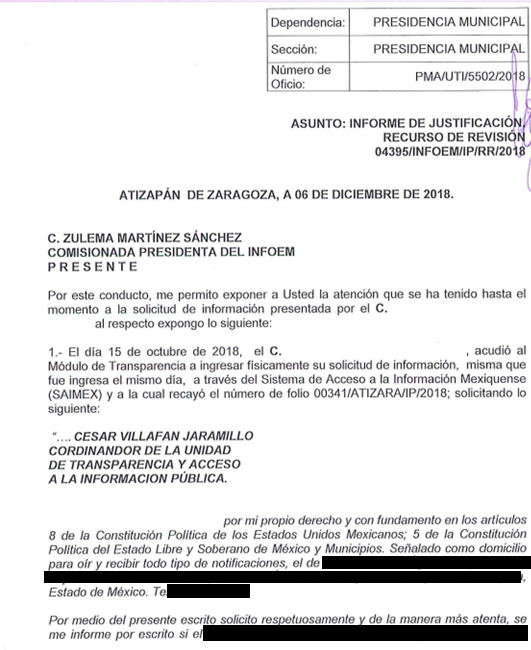 Dependencia: PRESIDENCIA MUNICIPAL
Sección: PRESIDENCIA MUNICIPAL
Número de Oficio: PMA/UTI/5502/2018
ASUNTO: INFORME DE JUSTIFICACIÓN.
RECURSO DE REVISIÓN
04395/INFOEM/IP/RR/2018
ATIZAPÁN DE ZARAGOZA, A 06 DE DICIEMBRE DE 2018.
C. ZULEMA MARTÍNEZ SÁNCHEZ
COMISIONADA PRESIDENTA DEL INFOEM
P R E S E N T E
Por este conducto, me permito exponer a Usted la atención que se ha tenido hasta el
momento a la solicitud de información presentada por el C.
al respecto expongo lo siguiente:
1.- El día 15 de octubre de 2018, el C. , acudió al
Módulo de Transparencia a ingresar físicamente su solicitud de información, misma que
fue ingresa el mismo día, a través del Sistema de Acceso a la Información Mexiquense
(SAIMEX) y a la cual recayó el número de folio 00341/ATIZARA/IP/2018; solicitando lo
siguiente:
“.... CESAR VILLAFAN JARAMILLO
CORDINANDOR DE LA UNIDAD
DE TRANSPARENCIA Y ACCESO
A LA INFORMACION PÚBLICA.
por mi propio derecho y con fundamento en los artículos
8 de la Constitución Política de los Estados Unidos Mexicanos; 5 de la Constitución
Política del Estado Libre y Soberano de México y Municipios. Señalado como domicilio
para oír y recibir todo tipo de notificaciones, el de
Estado de México. Te
Por medio del presente escrito solicito respetuosamente y de la manera más atenta, se
me informe por escrito si el